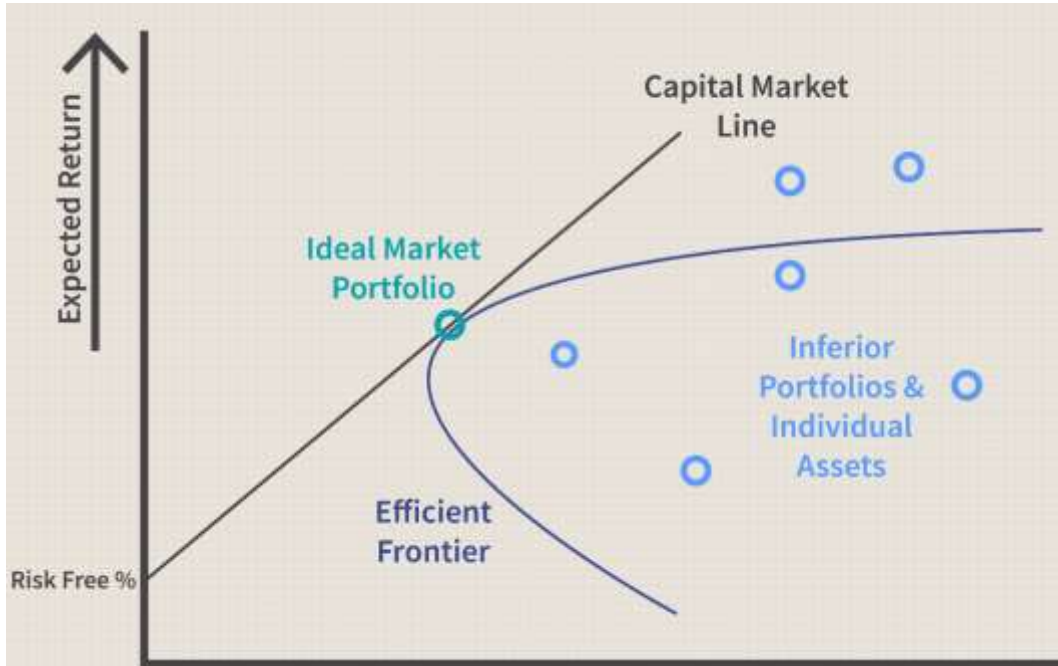 Expected Return
Capital Market
Line
Ideal Market
Portfolio
Inferior
Portfolios &
Individual
Assets
Efficient
Frontier
Risk Free %